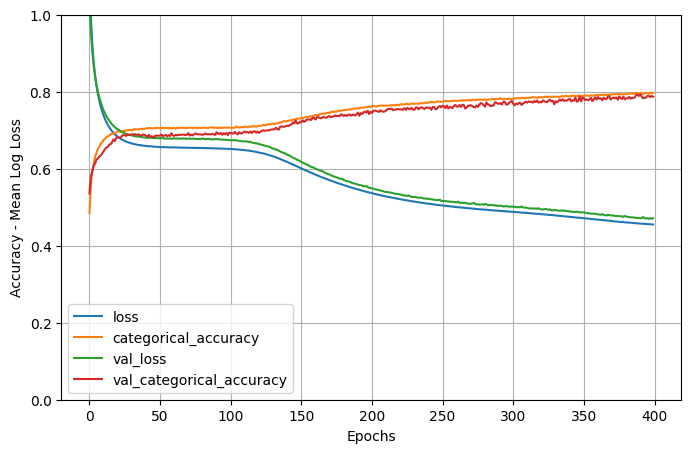 1.0
0.8
0.6
0.4
0.2
0.0
Accuracy - Mean Log Loss
loss
categorical_accuracy
val_loss
val_categorical_accuracy
0 50 100 150 200 250 300 350 400
Epochs